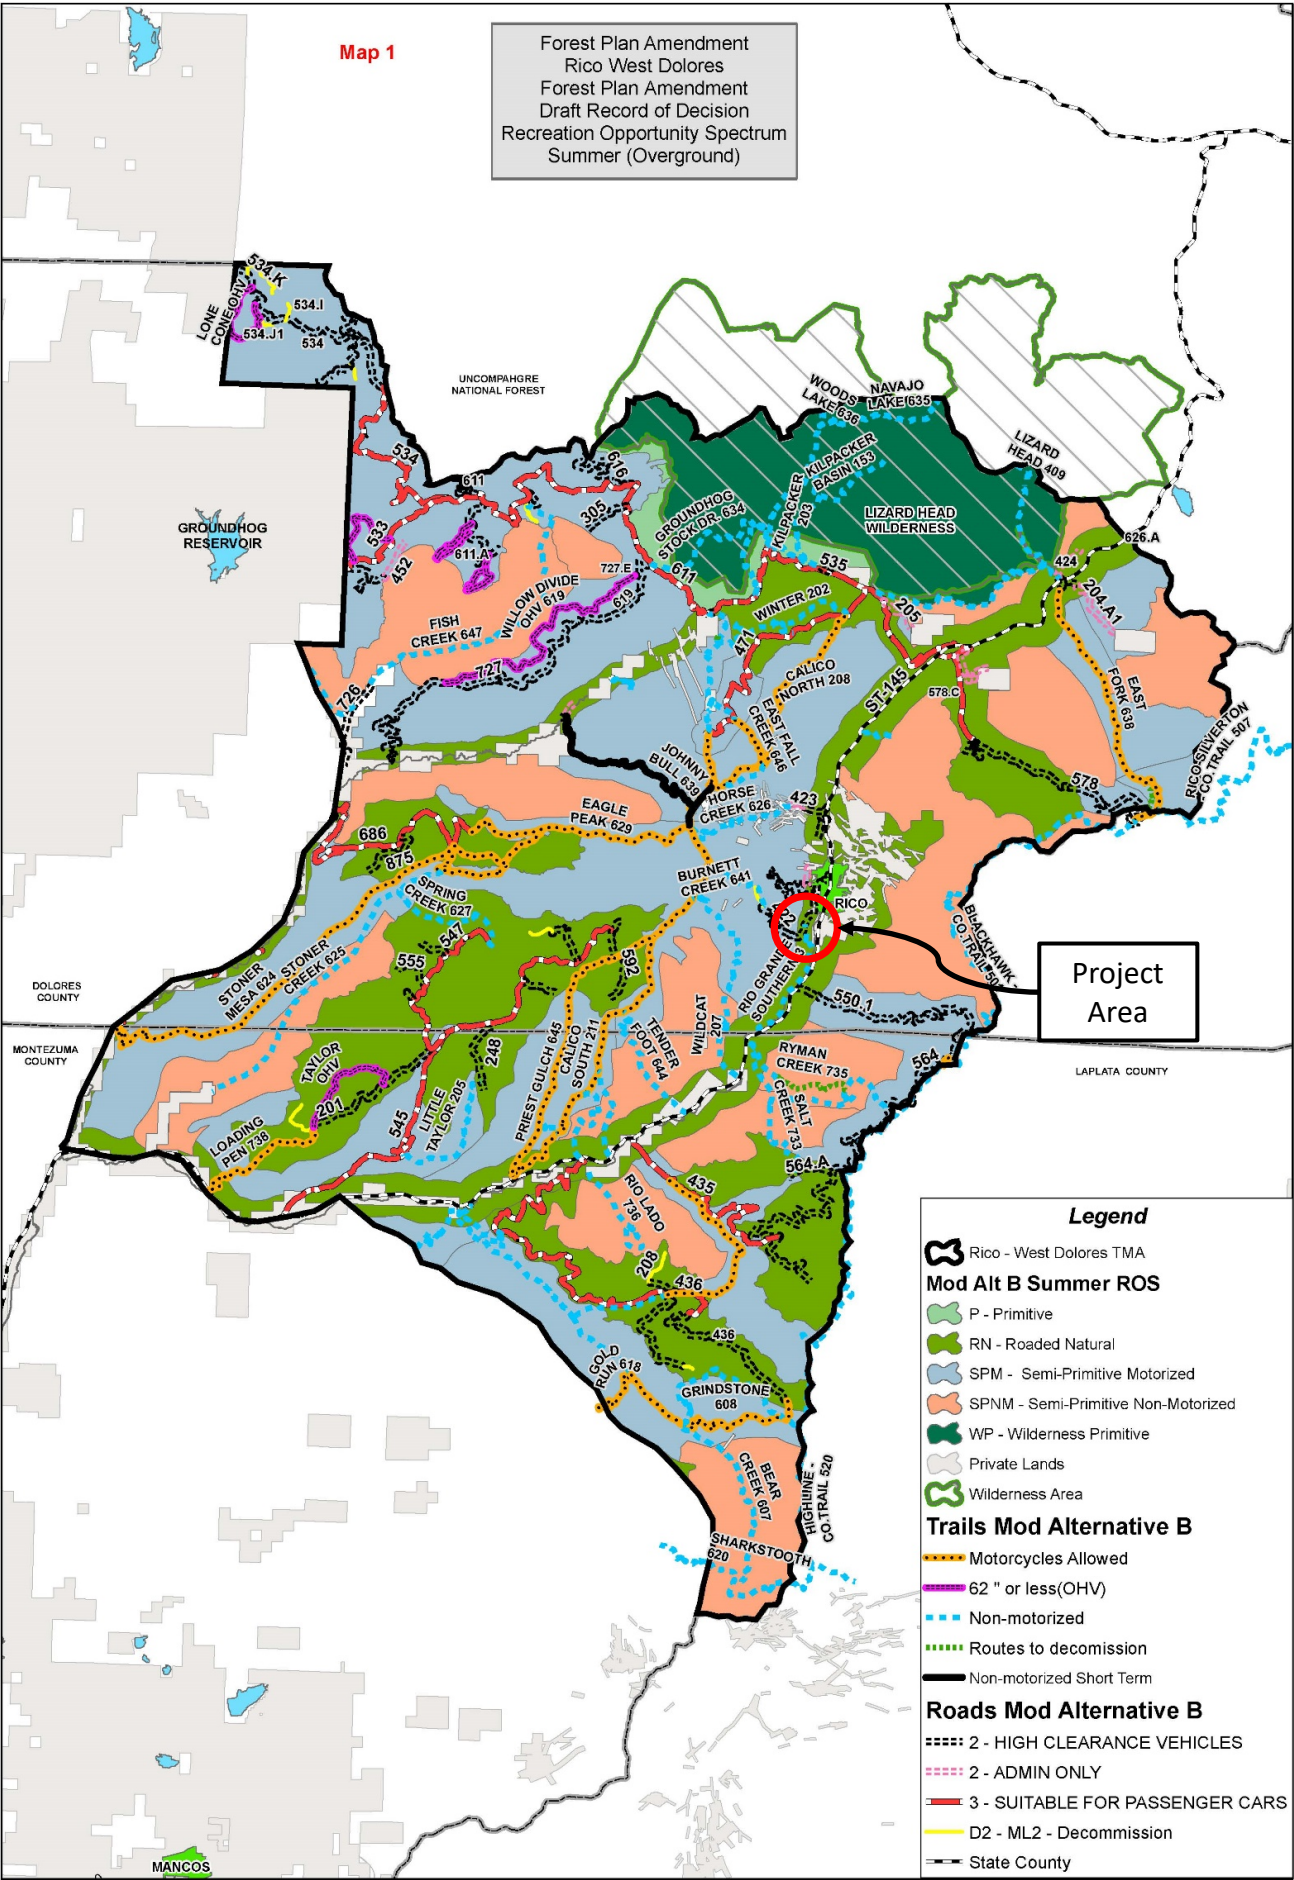 Map 1
Forest Plan Amendment
Rico West Dolores
Forest Plan Amendment
Draft Record of Decision
Recreation Opportunity Spectrum
Summer (Overground)
534.K
LONE
CONE OHV
534.I
534.J1
534
UNCOMPAHGRE
NATIONAL FOREST
WOODS
LAKE 636
NAVAJO
LAKE 635
LIZARD
HEAD 409
534
611
616
KILPACKER
BASIN 153
KILPACKER
203
GROUNDHOG
STOCK DR. 634
LIZARD HEAD
WILDERNESS
GROUNDHOG
RESERVOIR
533
305
611.A
452
626.A
424
727.E
611
535
204.A1
WILLOW DIVIDE
OHV 619
619
WINTER 202
205
FISH
CREEK 647
471
727
CALICO
NORTH 208
726
ST-145
578.C
EAST
FORK 638
EAST FALL
CREEK 646
RICO-SILVERTON
CO.TRAIL 507
JOHNNY
BULL 639
578
HORSE
CREEK 626
423
EAGLE
PEAK 629
686
875
BURNETT
CREEK 641
SPRING
CREEK 627
RICO
BLACKHAWK -
547
592
555
STONER
MESA 624
STONER
CREEK 625
RIO GRANDE
Project
Area
DOLORES
COUNTY
550.1
MONTEZUMA
COUNTY
TAYLOR
OHV
248
PRIEST GULCH 645
CALICO
SOUTH 211
TENDER
FOOT 644
WILDCAT
207
RYMAN
CREEK 735
564
LAPLATA COUNTY
201
LITTLE
TAYLOR 205
SALT
CREEK 733
545
LOADING
PEN 738
564.A
435
RIO LADO
736
208
436
436
GOLD
RUN 618
GRINDSTONE
608
BEAR
CREEK 607
HIGHLINE -
CO.TRAIL 520
SHARKSTOOTH
620
MANCOS
Legend
Rico - West Dolores TMA
Mod Alt B Summer ROS
P - Primitive
RN - Roaded Natural
SPM - Semi-Primitive Motorized
SPNM - Semi-Primitive Non-Motorized
WP - Wilderness Primitive
Private Lands
Wilderness Area
Trails Mod Alternative B
Motorcycles Allowed
62 " or less(OHV)
Non-motorized
Routes to decomission
Non-motorized Short Term
Roads Mod Alternative B
2 - HIGH CLEARANCE VEHICLES
2 - ADMIN ONLY
3 - SUITABLE FOR PASSENGER CARS
D2 - ML2 - Decommission
State County